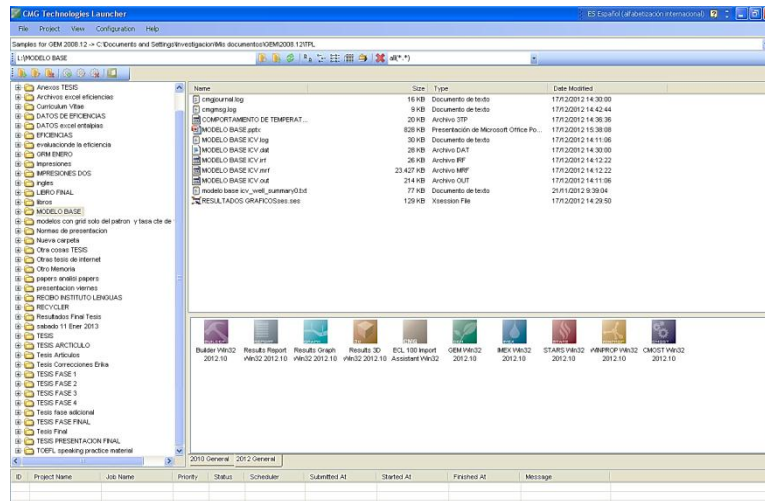 CMG Technologies Launcher
ES Español (alfabetización internacional)
File Project View Configuration Help
Samples for GEM 2008.12 -> C:\Documents and Settings\Investigacion\Mis documentos\GEM\2008.12\TPL
L:\MODELO BASE
all(*.*)
Anexos TESIS
Archivos excel eficiencias
Curriculum Vitae
DATOS DE EFICIENCIAS
DATOS excel entalpias
EFICIENCIAS
evaluacionde la eficiencia
GRM ENERO
Impresiones
IMPRESIONES DOS
ingles
LIBRO FINAL
libros
MODELO BASE
modelos con grid solo del patron y tasa cte de
Normas de presentacion
Nueva carpeta
Otra cosas TESIS
Otras tesis de internet
Otro Memoria
papers analisi papers
presentacion viernes
RECIBO INSTITUTO LENGUAS
RECYCLER
Resultados Final Tesis
sabado 11 Ener 2013
TESIS
TESIS ARCTICULO
Tesis Articulos
Tesis Correcciones Erika
TESIS FASE 1
TESIS FASE 2
TESIS FASE 3
TESIS FASE 4
Tesis fase adicional
TESIS FASE FINAL
Tesis Final
TESIS PRESENTACION FINAL
TOEFL speaking practice material
Name Size Type Date Modified
cmgjournal.log 16 KB Documento de texto 17/12/2012 14:30:00
cmgmsg.log 9 KB Documento de texto 17/12/2012 14:42:44
COMPORTAMIENTO DE TEMPERAT... 20 KB Archivo 3TP 17/12/2012 14:36:36
MODELO BASE.pptx 828 KB Presentación de Microsoft Office Po... 17/12/2012 15:38:08
MODELO BASE ICV.log 30 KB Documento de texto 17/12/2012 14:11:06
MODELO BASE ICV.dat 28 KB Archivo DAT 17/12/2012 14:30:00
MODELO BASE ICV.irf 26 KB Archivo IRF 17/12/2012 14:12:22
MODELO BASE ICV.mrf 23.427 KB Archivo MRF 17/12/2012 14:12:22
MODELO BASE ICV.out 214 KB Archivo OUT 17/12/2012 14:11:06
modelo base icv_well_summary0.txt 77 KB Documento de texto 21/11/2012 9:39:04
RESULTADOS GRAFICOSses.ses 129 KB Xsession File 17/12/2012 14:29:50
Builder Win32 2012.10
Results Report Win32 2012.10
Results Graph Win32 2012.10
Results 3D Win32 2012.10
ECL 100 Import Assistant Win32
GEM Win32 2012.10
IMEX Win32 2012.10
STARS Win32 2012.10
WINPROP Win32 2012.10
CMOST Win32 2012.10
2010 General 2012 General
ID Project Name Job Name Priority Status Scheduler Submitted At Started At Finished At Message